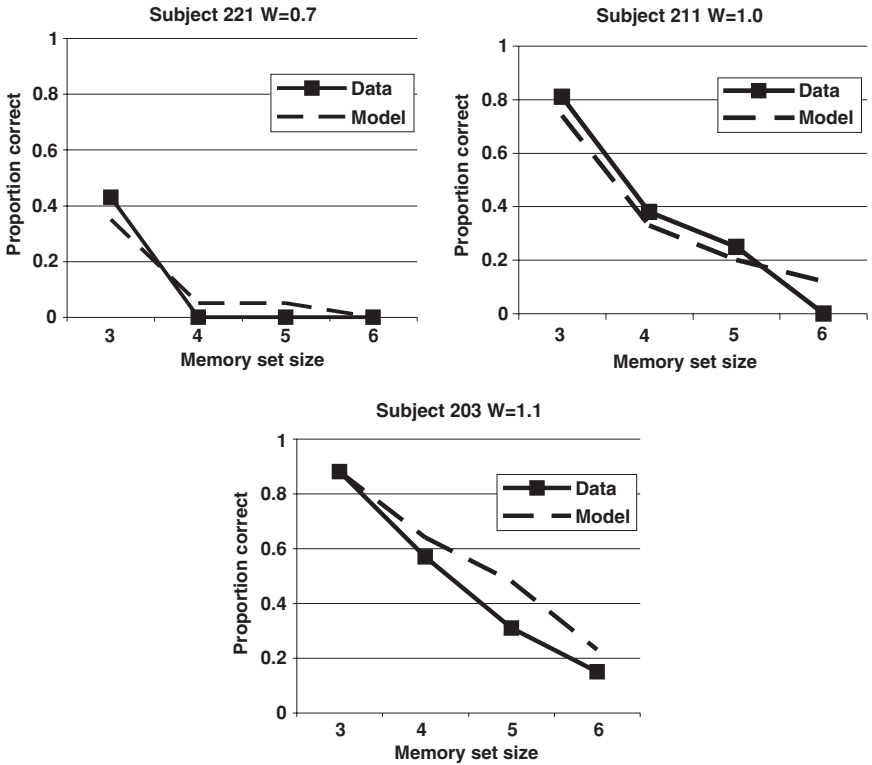 Subject 221 W=0.7
1
0.8
0.6
0.4
0.2
0
Proportion correct
Data
Model
3 4 5 6
Memory set size
Subject 211 W=1.0
1
0.8
0.6
0.4
0.2
0
Proportion correct
Data
Model
3 4 5 6
Memory set size
Subject 203 W=1.1
1
0.8
0.6
0.4
0.2
0
Proportion correct
Data
Model
3 4 5 6
Memory set size